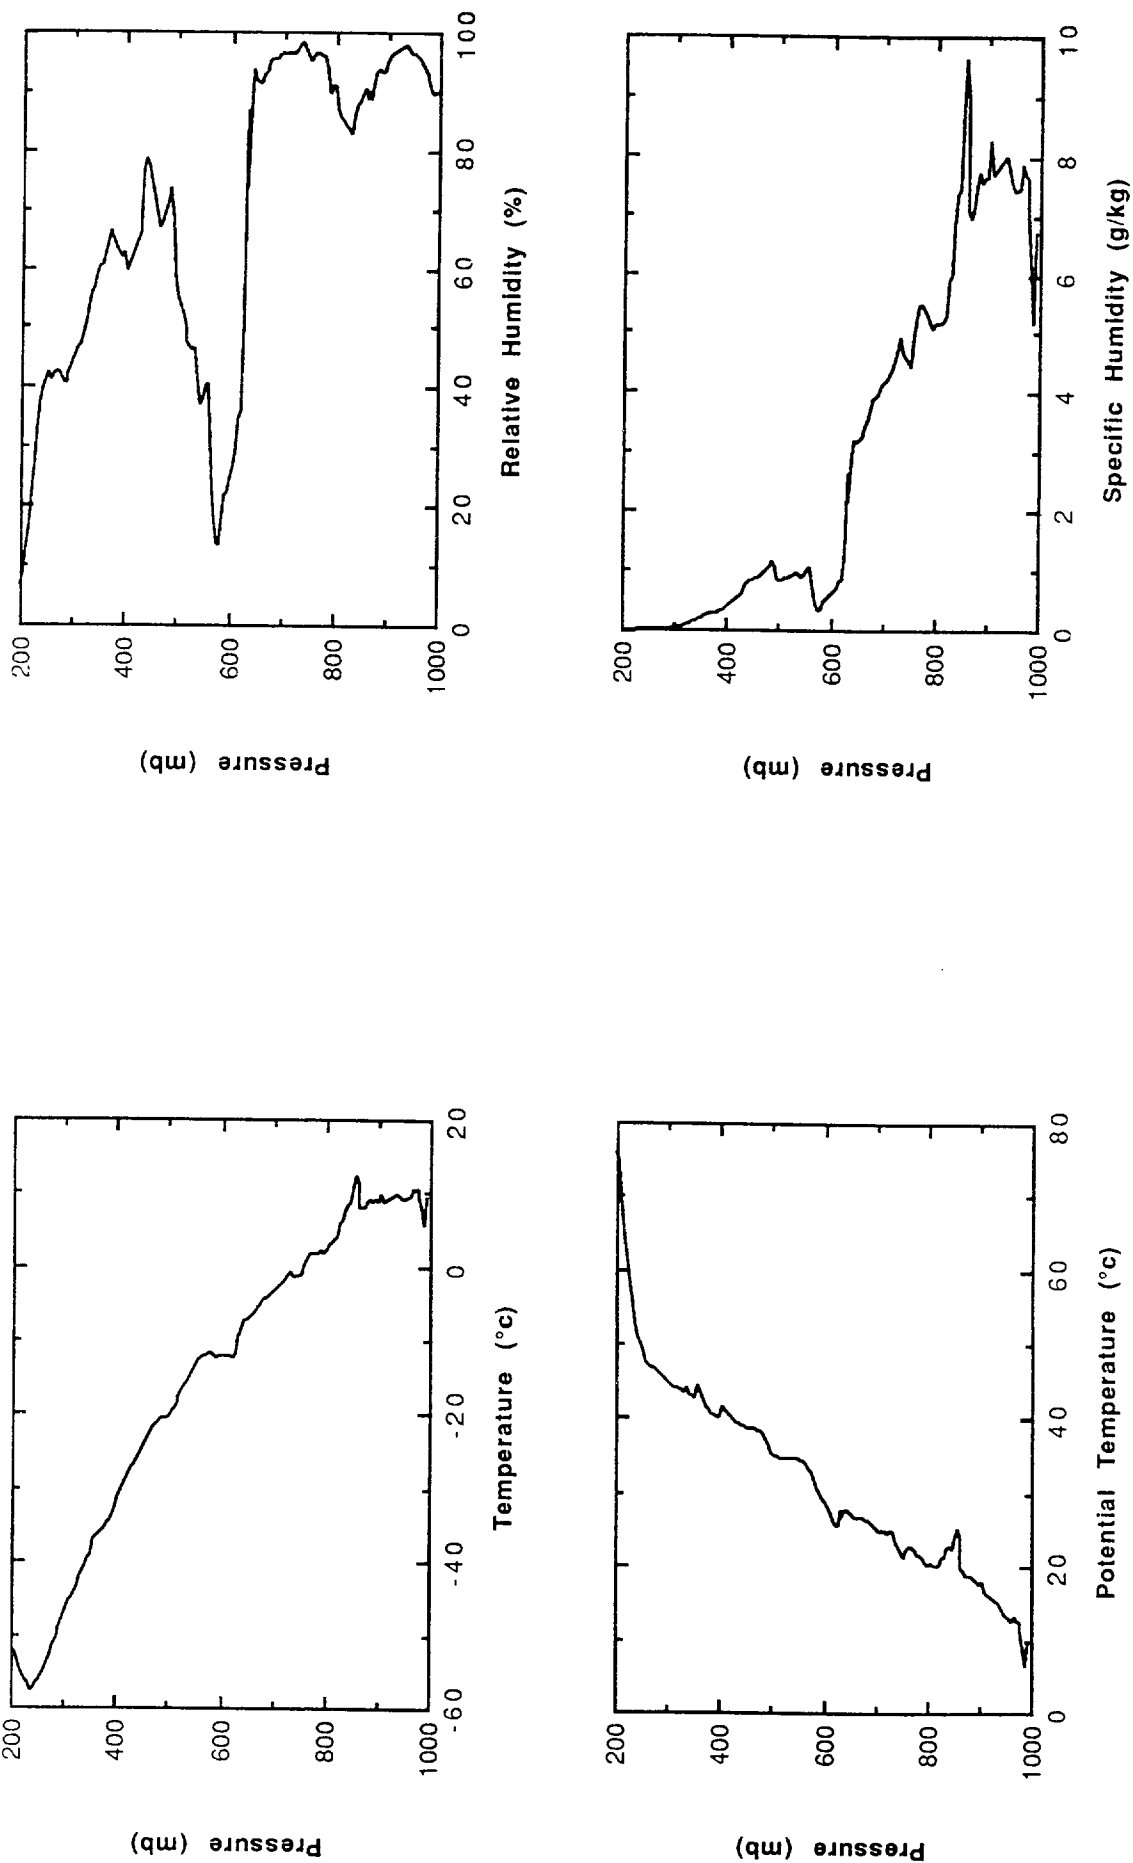 Pressure (mb)
200
400
600
800
1000
-60 -40 -20 0 20
Temperature (°c)
Pressure (mb)
200
400
600
800
1000
0 20 40 60 80 100
Relative Humidity (%)
Pressure (mb)
200
400
600
800
1000
0 20 40 60 80
Potential Temperature (°c)
Pressure (mb)
200
400
600
800
1000
0 2 4 6 8 10
Specific Humidity (g/kg)